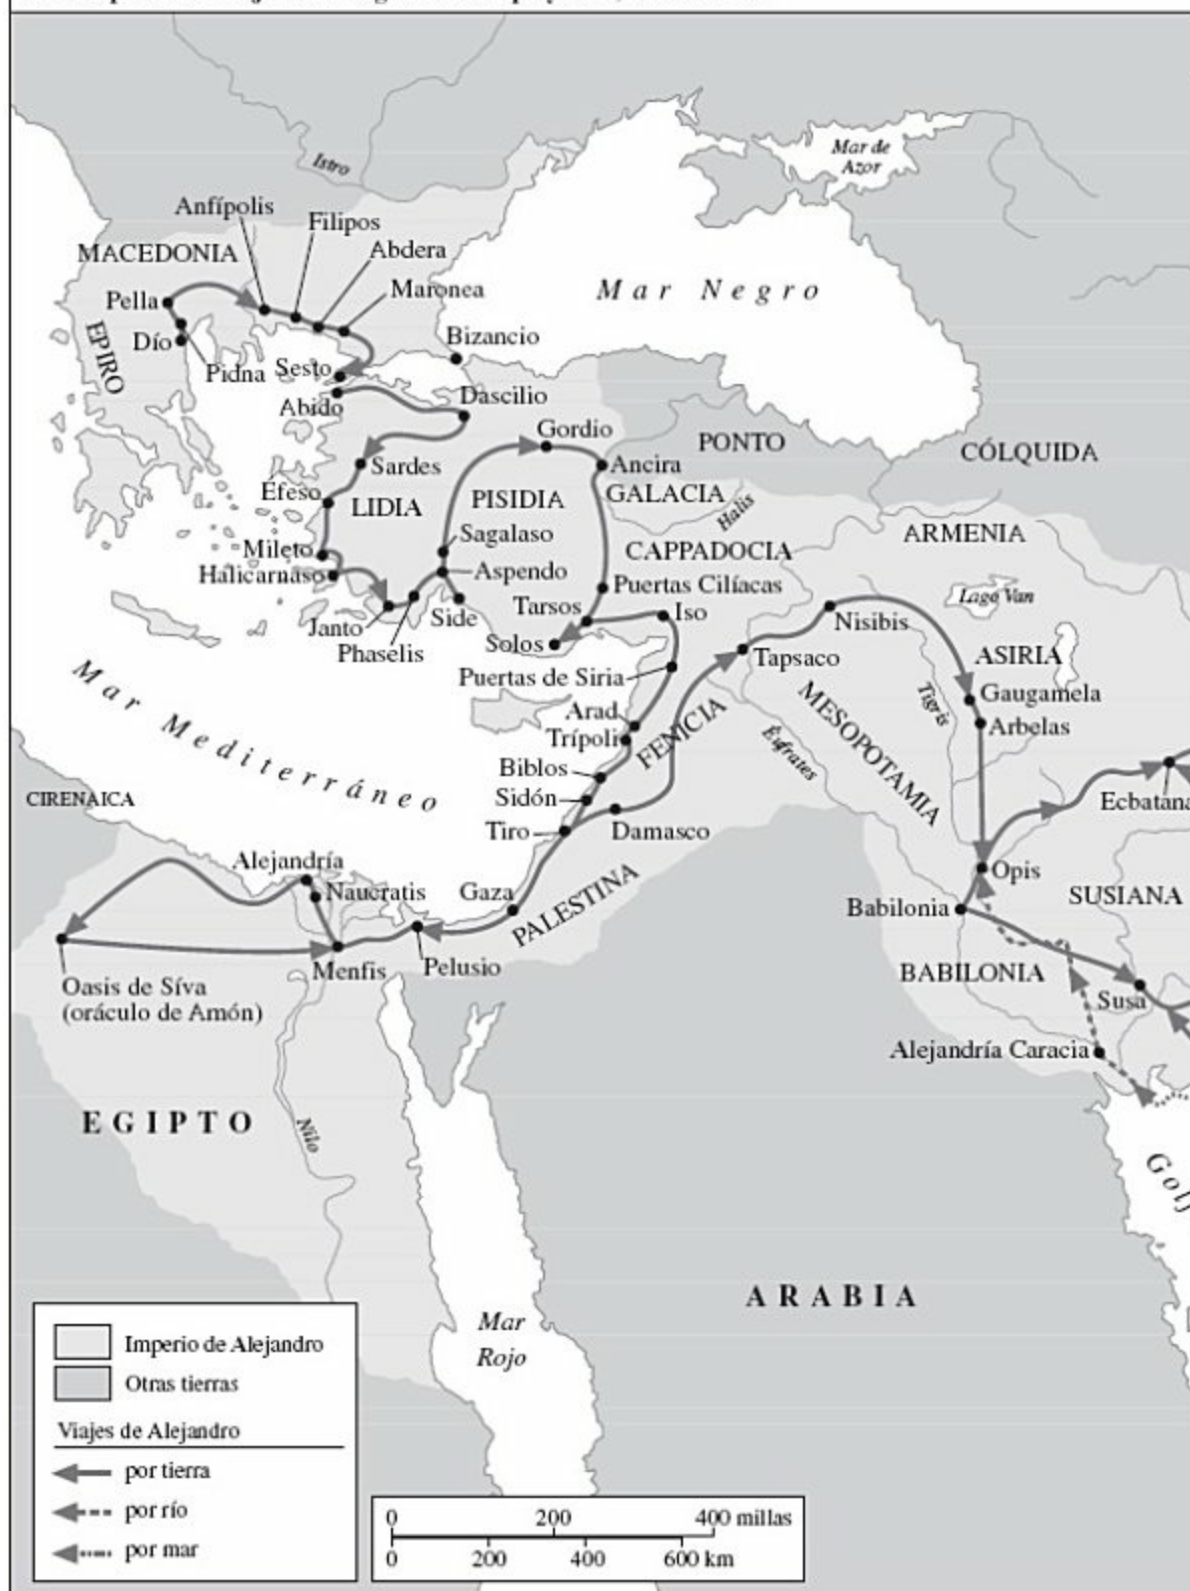 Istro
Mar de
Azor
Anfípolis
Filipos
MACEDONIA
Abdera
Maronea
Mar Negro
Pella
EPIRO
Dío
Pidna
Sesto
Bizancio
Abido
Dascilio
Gordio
PONTO
CÓLQUIDA
Sardes
Ancira
Éfeso
LIDIA
PISIDIA
GALACIA
Halis
Sagalaso
ARMENIA
Mileto
CAPPADOCIA
Halicarnaso
Aspendo
Puertas Cilíacas
Lago Van
Janto
Side
Tarsos
Iso
Nisibis
Phaselis
Solos
Tapsaco
ASIRIA
Puertas de Siria
Gaugamela
Tigris
Mar Mediterráneo
Arad
FENICIA
MESOPOTAMIA
Arbelas
Trípoli
Éufrates
Biblos
CIRENAICA
Sidón
Ecbatana
Tiro
Damasco
Alejandría
Opis
Naucratis
Gaza
PALESTINA
SUSIANA
Babilonia
Menfis
Pelusio
BABILONIA
Oasis de Síva
(oráculo de Amón)
Susa
Alejandría Caracia
EGIPTO
Nilo
Golf
ARABIA
Mar
Rojo
Imperio de Alejandro
Otras tierras
Viajes de Alejandro
por tierra
por río
por mar
0 200 400 millas
0 200 400 600 km